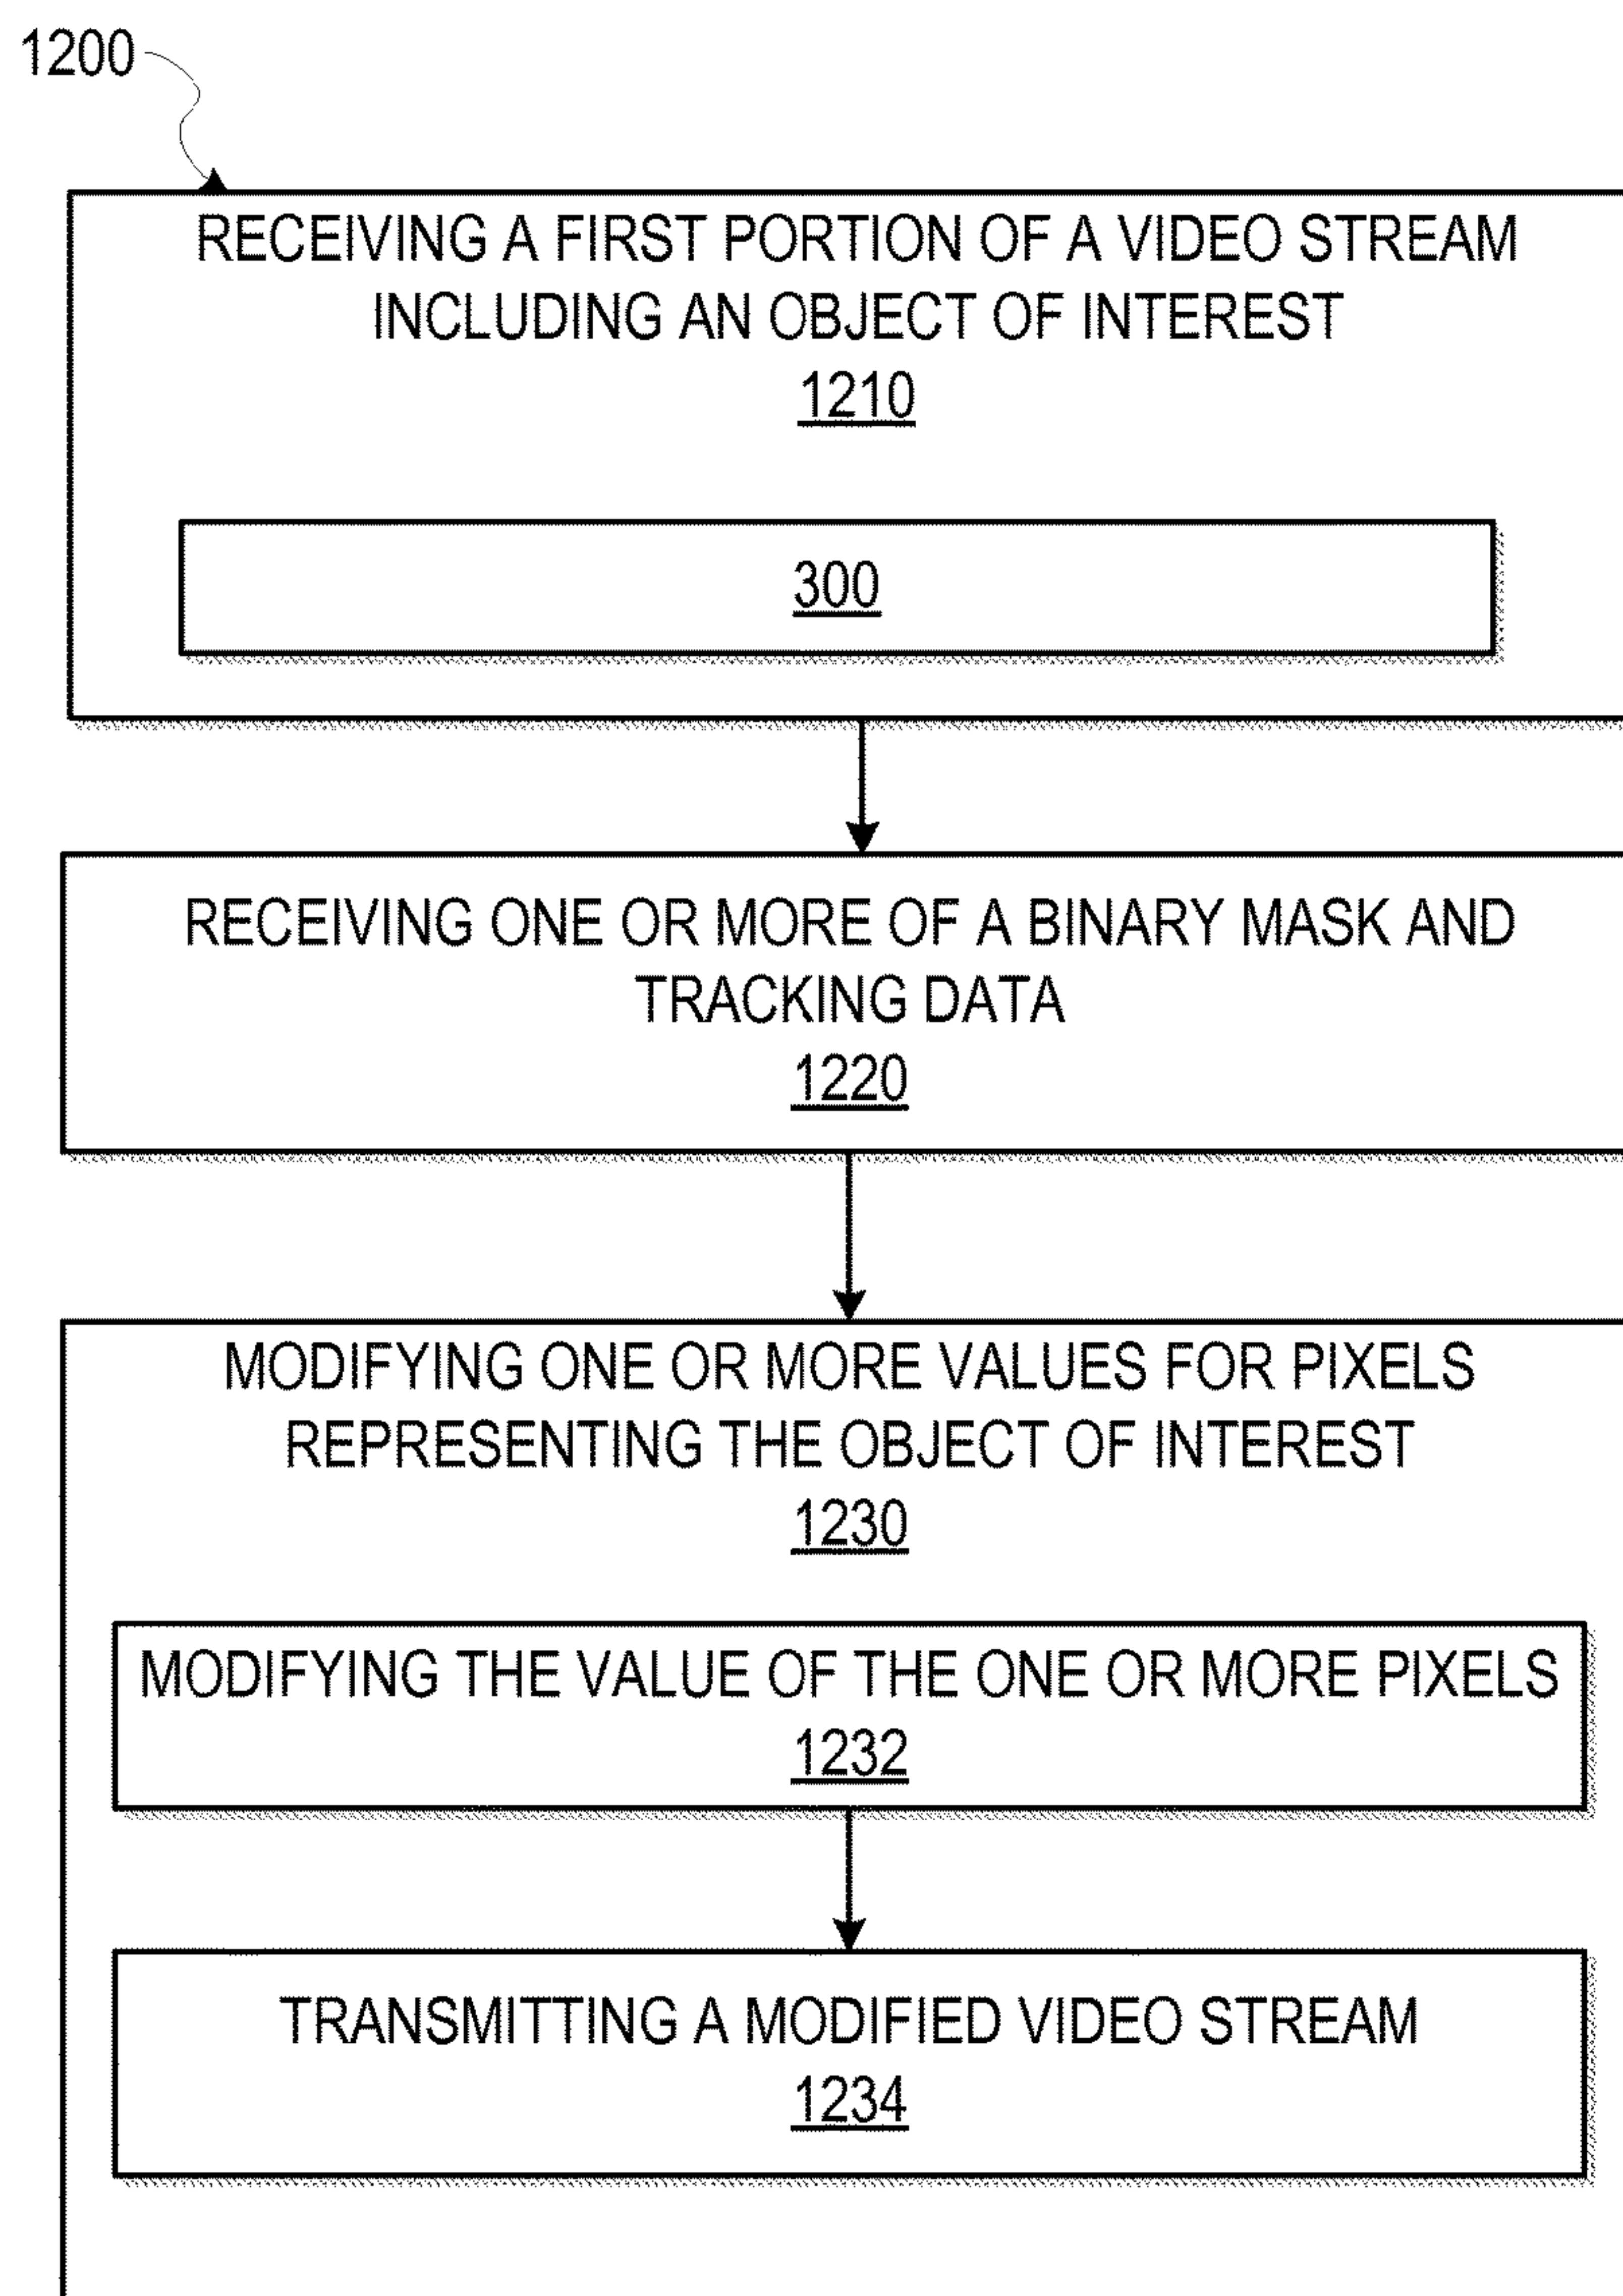 1200
RECEIVING A FIRST PORTION OF A VIDEO STREAM
INCLUDING AN OBJECT OF INTEREST
1210
300
RECEIVING ONE OR MORE OF A BINARY MASK AND
TRACKING DATA
1220
MODIFYING ONE OR MORE VALUES FOR PIXELS
REPRESENTING THE OBJECT OF INTEREST
1230
MODIFYING THE VALUE OF THE ONE OR MORE PIXELS
1232
TRANSMITTING A MODIFIED VIDEO STREAM
1234